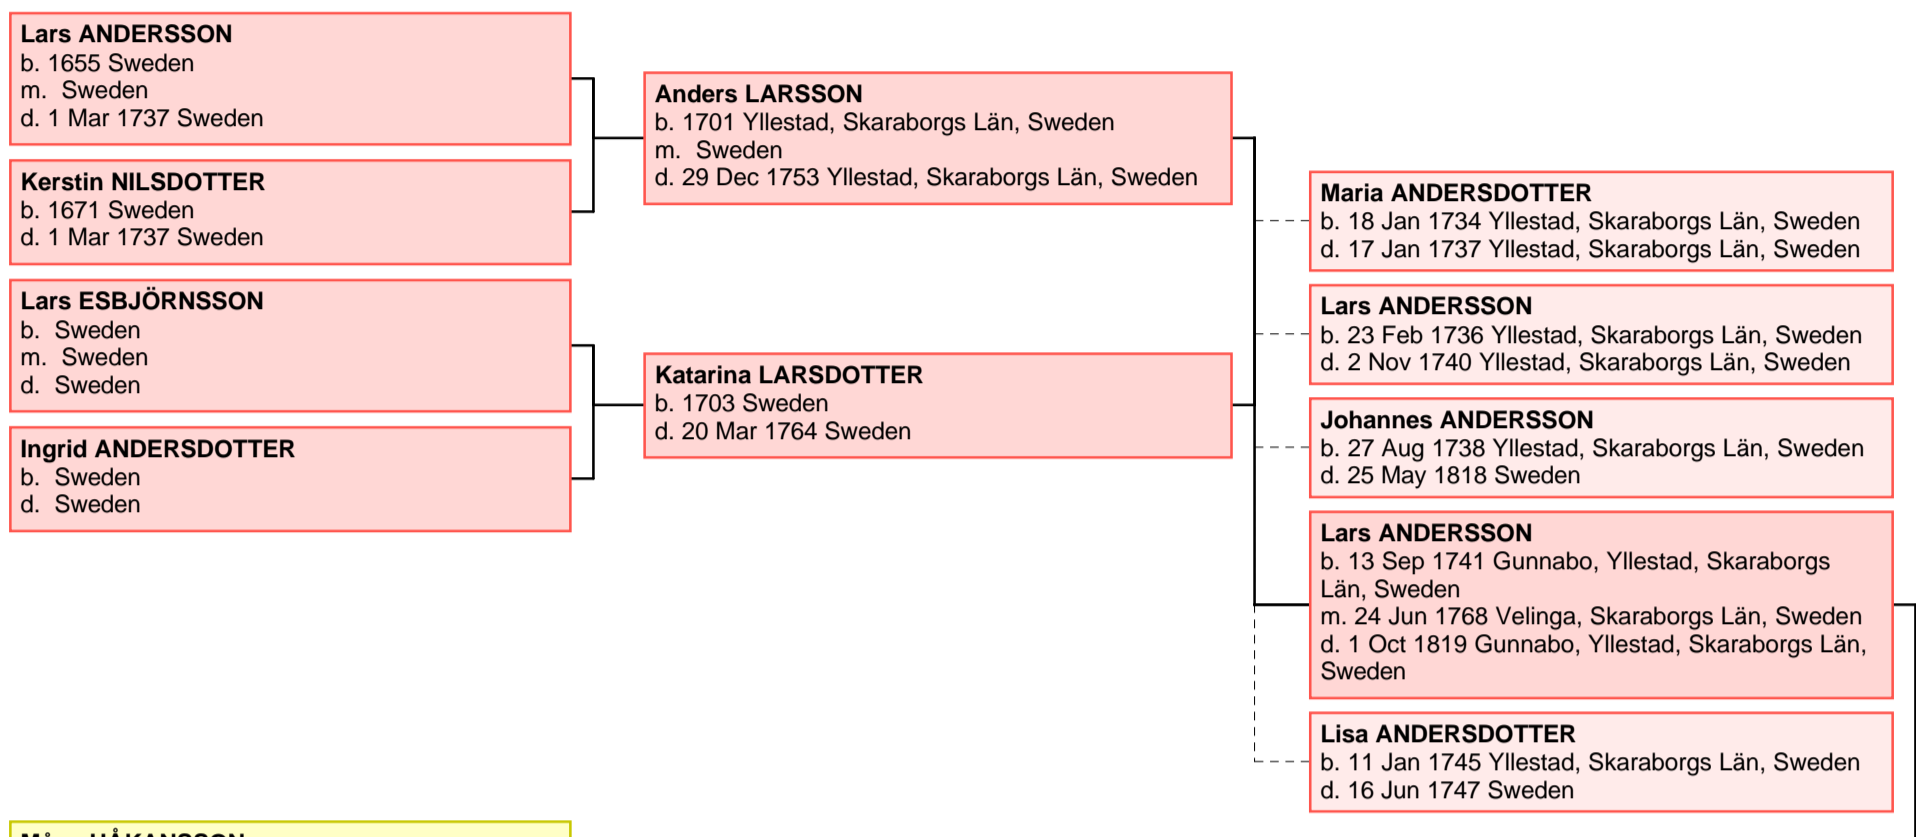 Lars ANDERSSON
b. 1655 Sweden
m.  Sweden
d. 1 Mar 1737 Sweden
Kerstin NILSDOTTER
b. 1671 Sweden
d. 1 Mar 1737 Sweden
Lars ESBJÖRNSSON
b.  Sweden
m.  Sweden
d.  Sweden
Ingrid ANDERSDOTTER
b.  Sweden
d.  Sweden
Anders LARSSON
b. 1701 Yllestad, Skaraborgs Län, Sweden
m.  Sweden
d. 29 Dec 1753 Yllestad, Skaraborgs Län, Sweden
Katarina LARSDOTTER
b. 1703 Sweden
d. 20 Mar 1764 Sweden
Maria ANDERSDOTTER
b. 18 Jan 1734 Yllestad, Skaraborgs Län, Sweden
d. 17 Jan 1737 Yllestad, Skaraborgs Län, Sweden
Lars ANDERSSON
b. 23 Feb 1736 Yllestad, Skaraborgs Län, Sweden
d. 2 Nov 1740 Yllestad, Skaraborgs Län, Sweden
Johannes ANDERSSON
b. 27 Aug 1738 Yllestad, Skaraborgs Län, Sweden
d. 25 May 1818 Sweden
Lars ANDERSSON
b. 13 Sep 1741 Gunnabo, Yllestad, Skaraborgs
Län, Sweden
m. 24 Jun 1768 Velinga, Skaraborgs Län, Sweden
d. 1 Oct 1819 Gunnabo, Yllestad, Skaraborgs Län,
Sweden
Lisa ANDERSDOTTER
b. 11 Jan 1745 Yllestad, Skaraborgs Län, Sweden
d. 16 Jun 1747 Sweden
HÅKANSSON